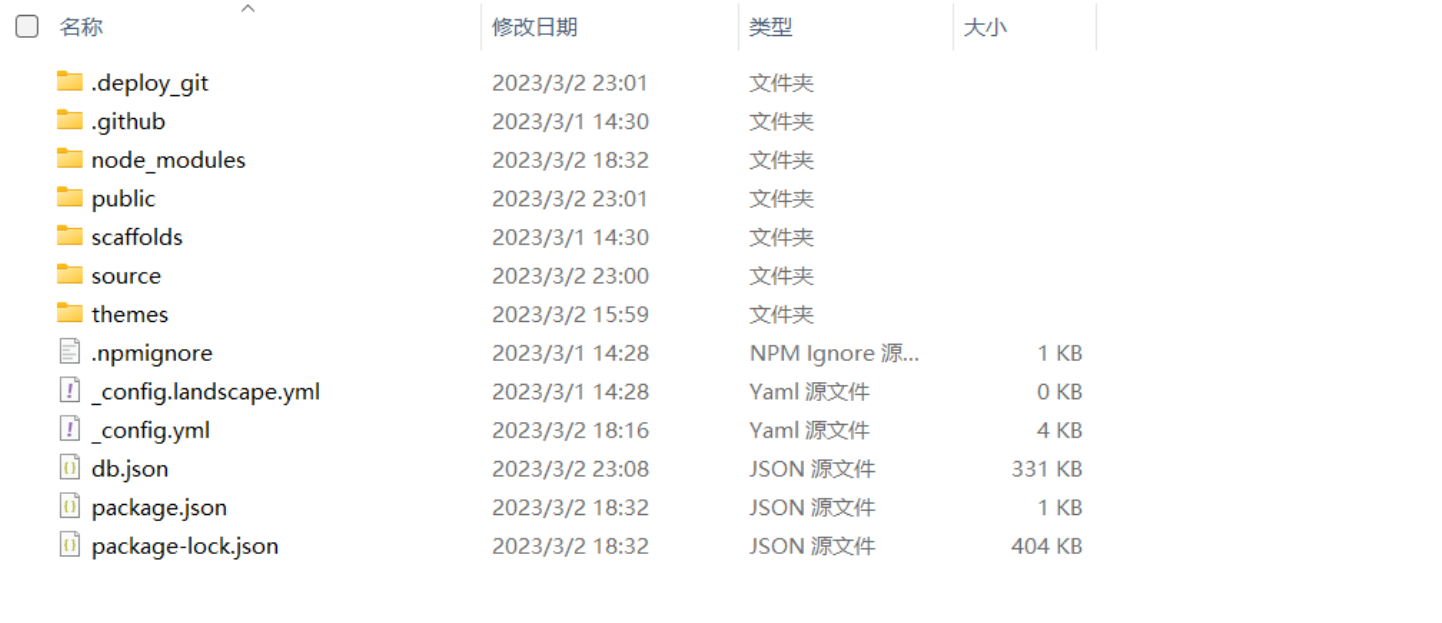 名称 修改日期 类型 大小
.deploy_git 2023/3/2 23:01 文件夹
.github 2023/3/1 14:30 文件夹
node_modules 2023/3/2 18:32 文件夹
public 2023/3/2 23:01 文件夹
scaffolds 2023/3/1 14:30 文件夹
source 2023/3/2 23:00 文件夹
themes 2023/3/2 15:59 文件夹
.npmignore 2023/3/1 14:28 NPM Ignore 源... 1 KB
_config.landscape.yml 2023/3/1 14:28 Yaml 源文件 0 KB
_config.yml 2023/3/2 18:16 Yaml 源文件 4 KB
db.json 2023/3/2 23:08 JSON 源文件 331 KB
package.json 2023/3/2 18:32 JSON 源文件 1 KB
package-lock.json 2023/3/2 18:32 JSON 源文件 404 KB